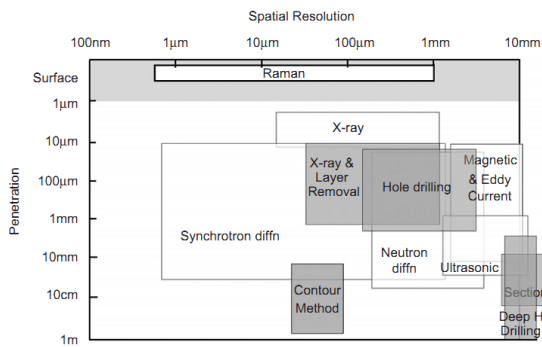 Spatial Resolution
100nm 1μm 10μm 100μm 1mm 10mm
Penetration
Surface
1μm
10μm
100μm
1mm
10mm
10cm
1m
Raman
X-ray
X-ray &
Layer
Removal
Hole drilling
Magnetic
& Eddy
Current
Synchrotron diffn
Neutron
diffn
Ultrasonic
Contour
Method
Section
Deep H
Drilling